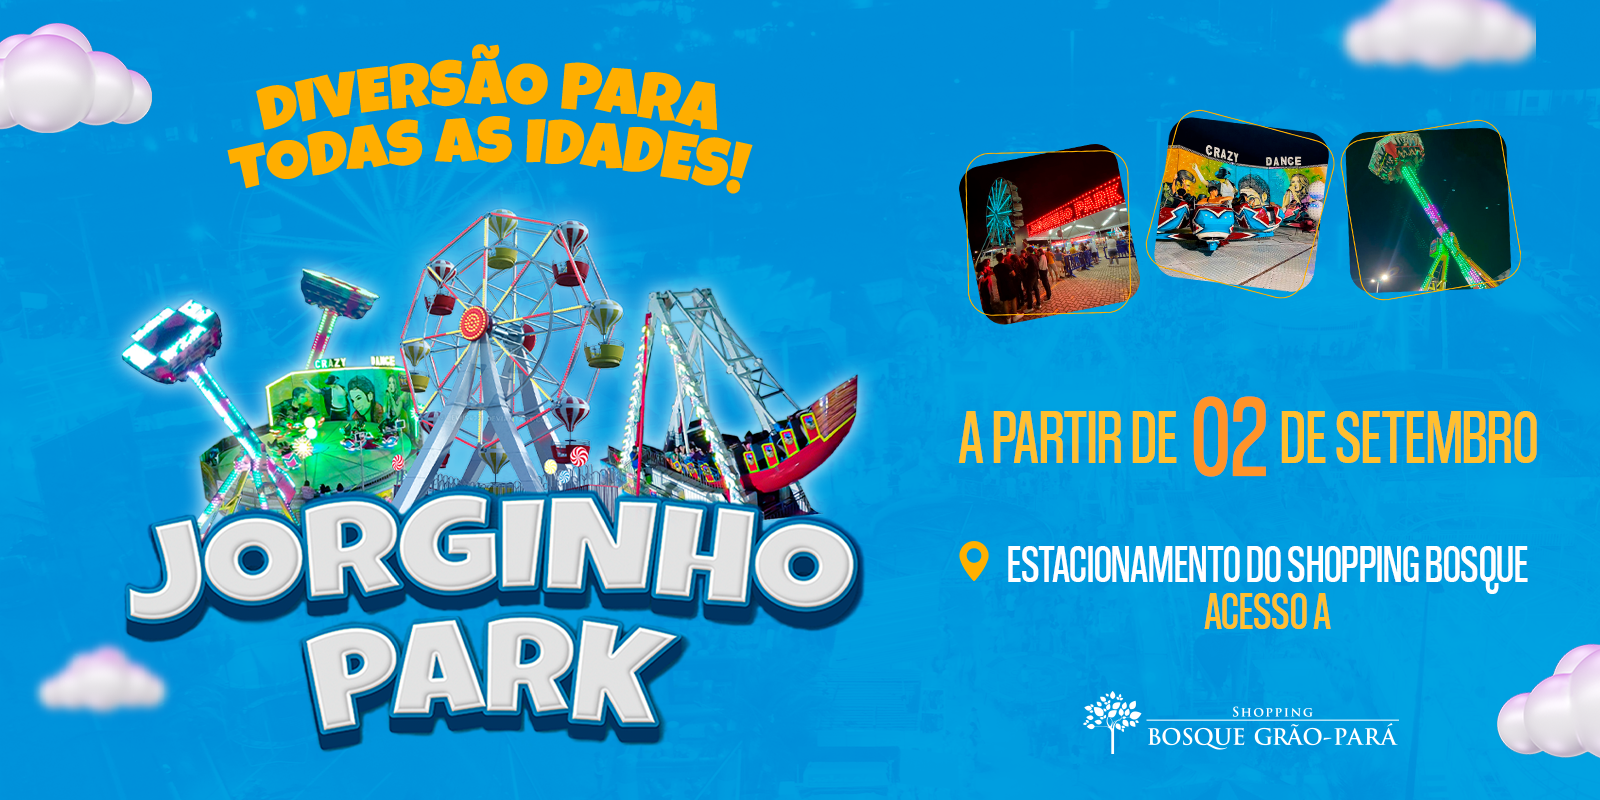 DIVERSÃO PARA
TODAS AS IDADES!
CRAZY DANCE
JORGINHO
PARK
JORGINHO PARK
CRAZY DANCE
A PARTIR DE 02 DE SETEMBRO
ESTACIONAMENTO DO SHOPPING BOSQUE
ACESSO A
SHOPPING
BOSQUE GRÃO-PARÁ